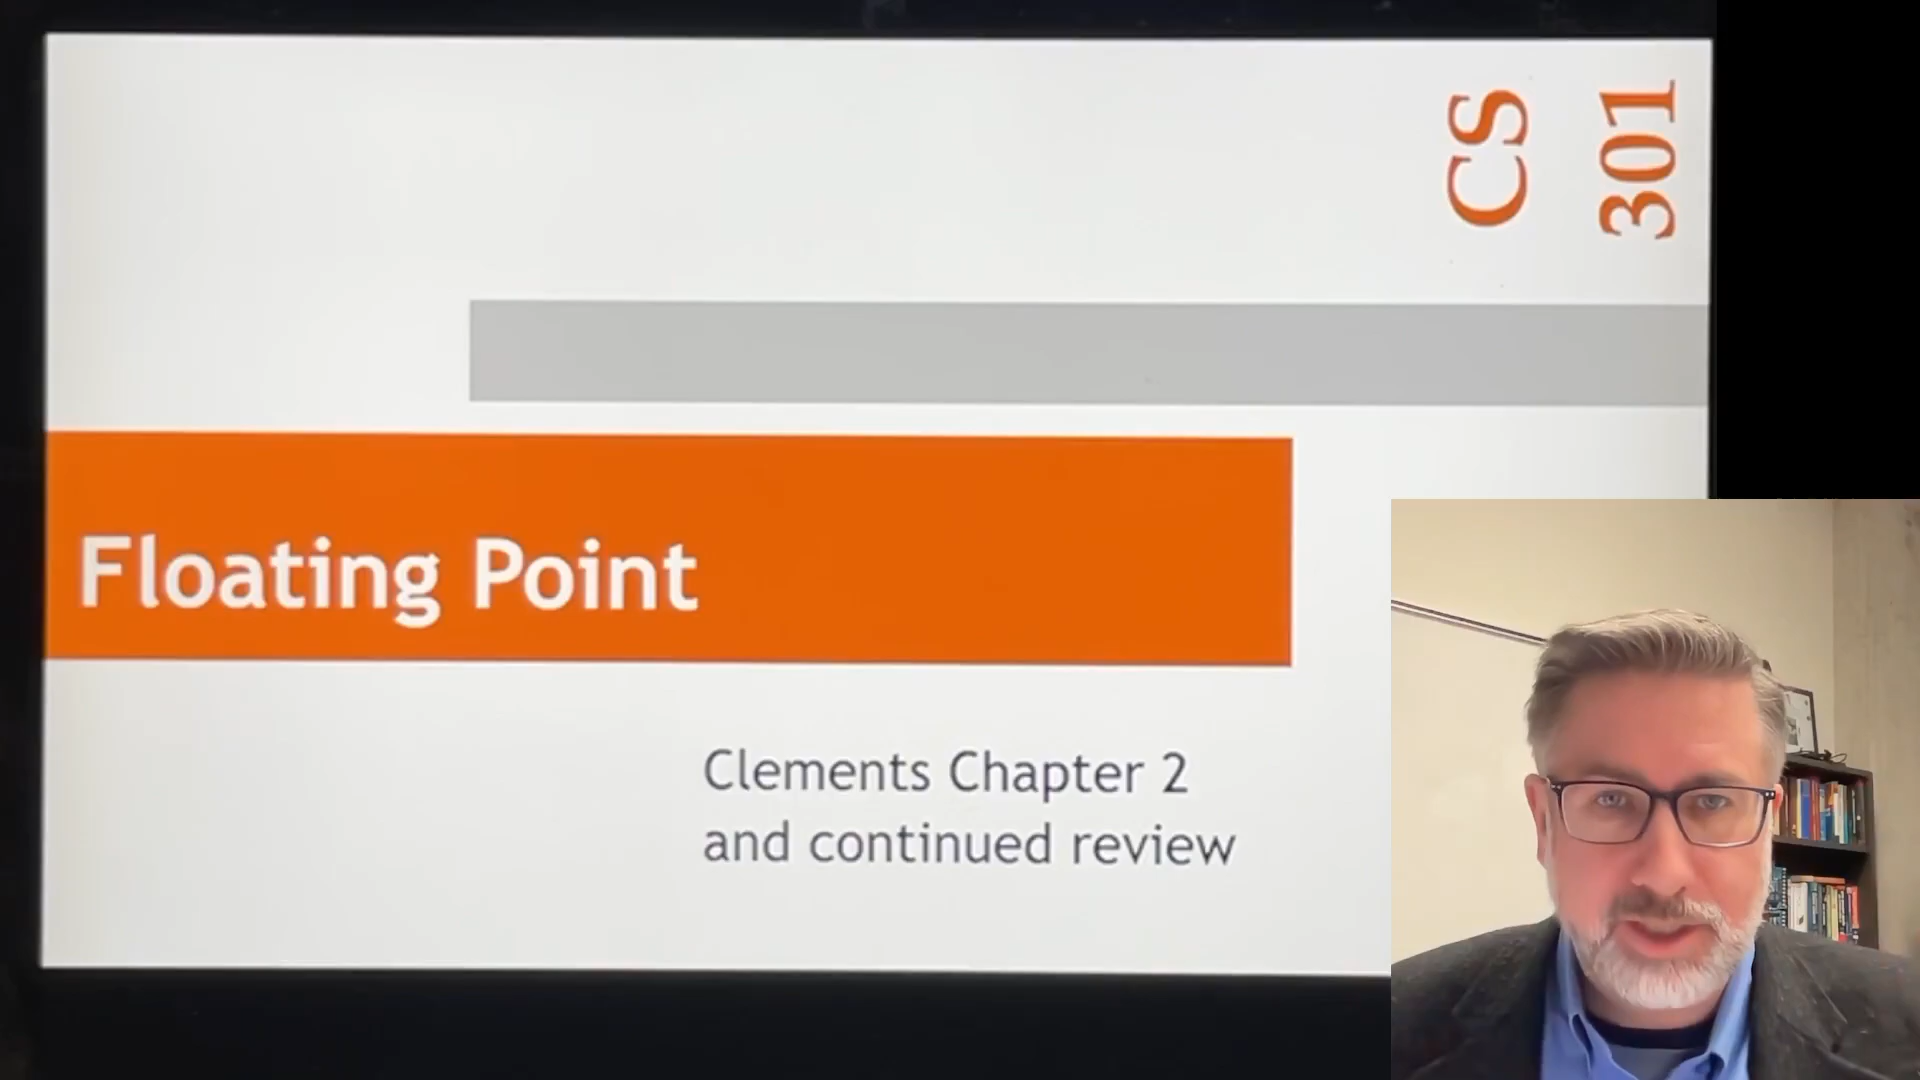 CS
301
Floating Point
Clements Chapter 2
and continued review